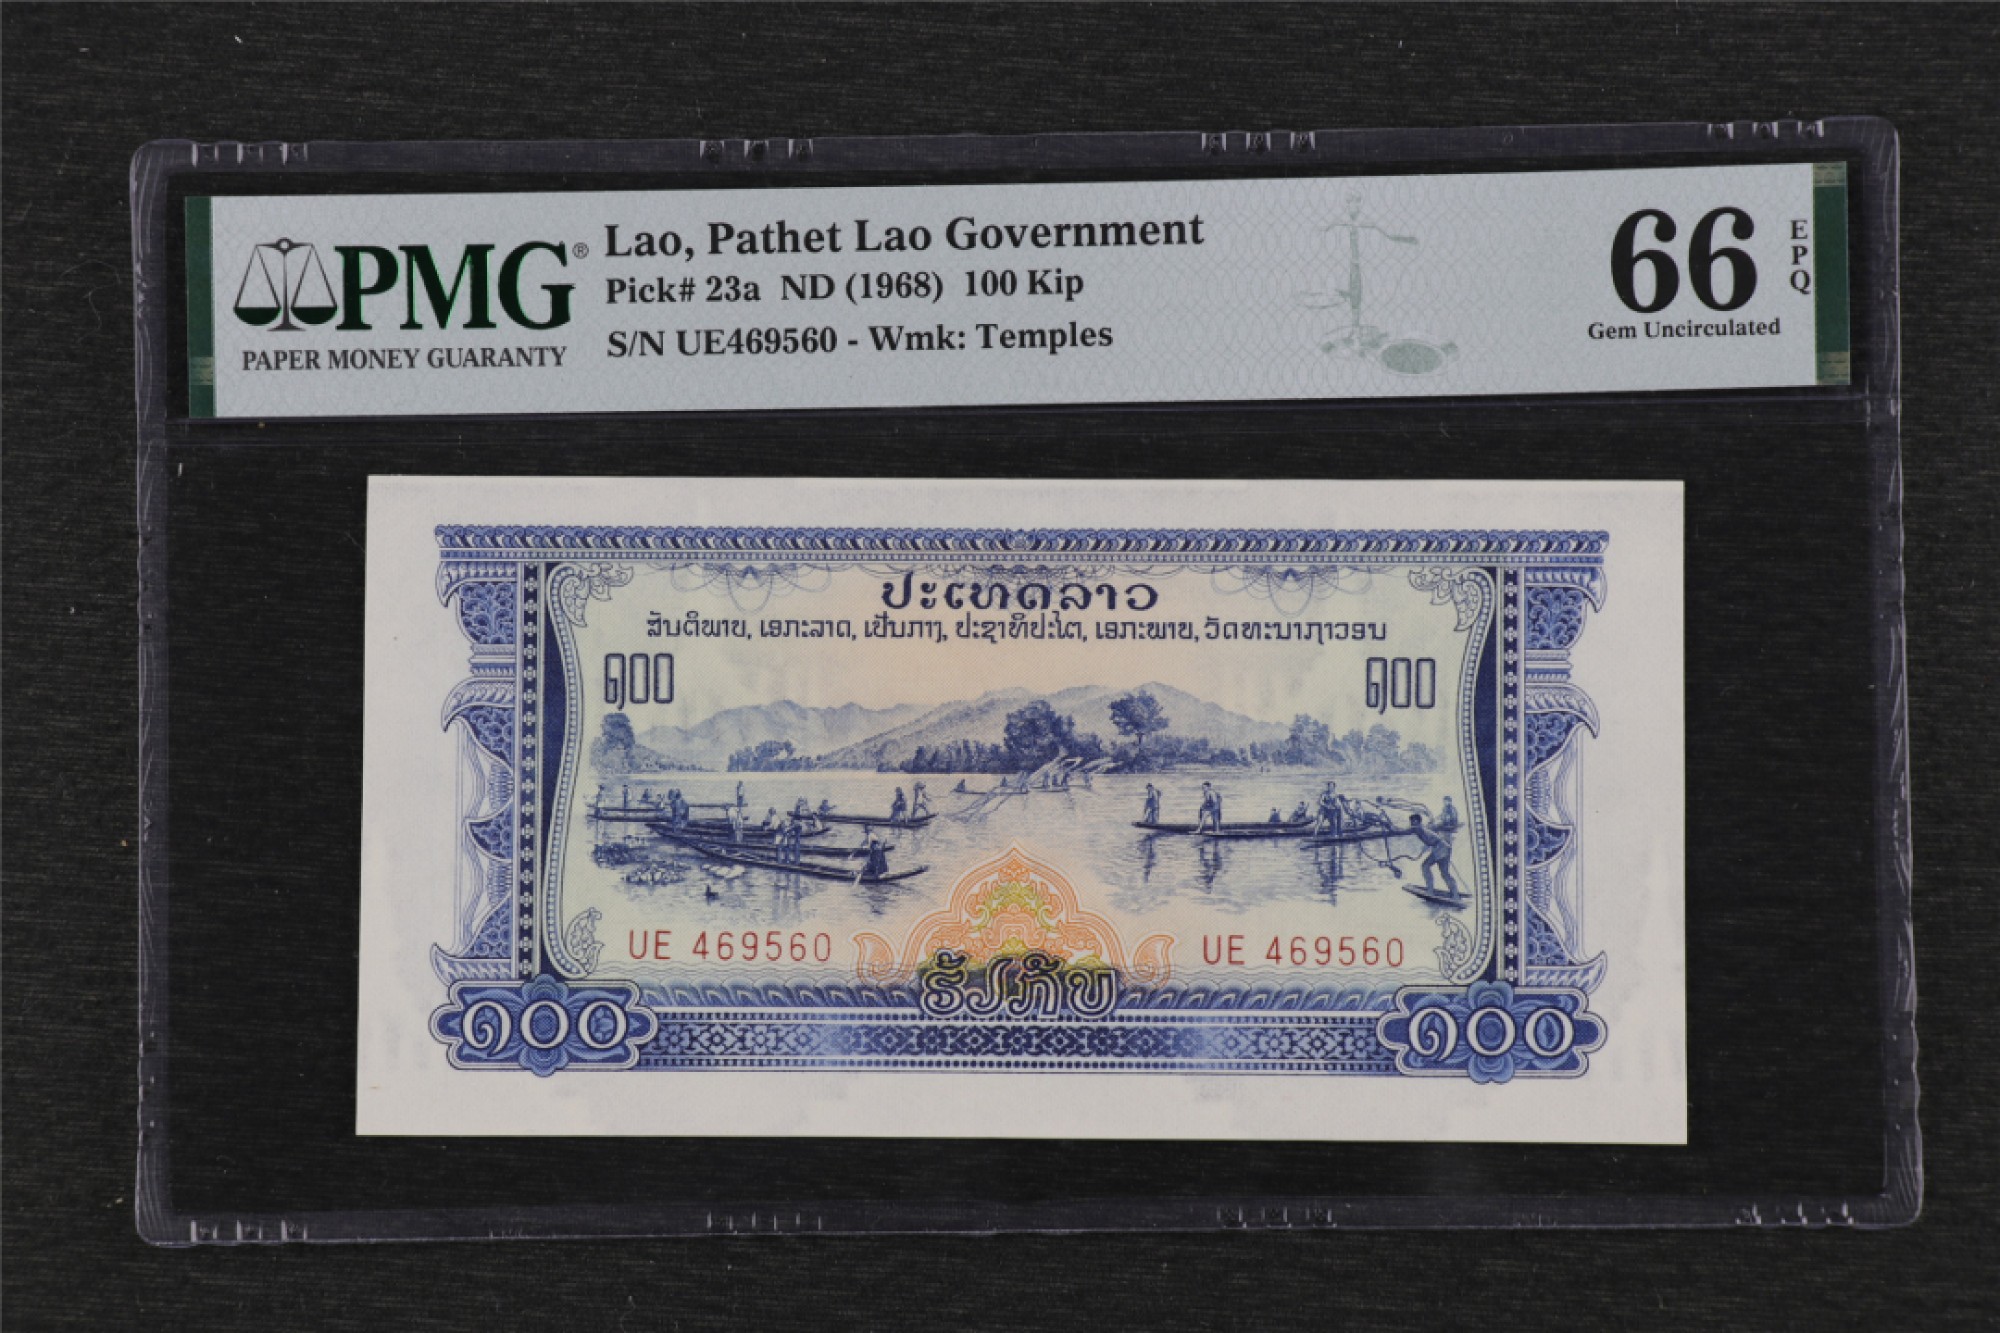 PMG®
PAPER MONEY GUARANTY
Lao, Pathet Lao Government
Pick# 23a ND (1968) 100 Kip
S/N UE469560 - Wmk: Temples
66
EPQ
Gem Uncirculated
ປະເທດລາວ
ສັນຕິພາບ, ເອກະລາດ, ເປັນກາງ, ປະຊາທິປະໄຕ, ເອກະພາບ, ວັດທະນາຖາວອນ
໑໐໐ ໑໐໐
UE 469560 UE 469560
ຮ້ຽກີບ
໑໐໐ ໑໐໐